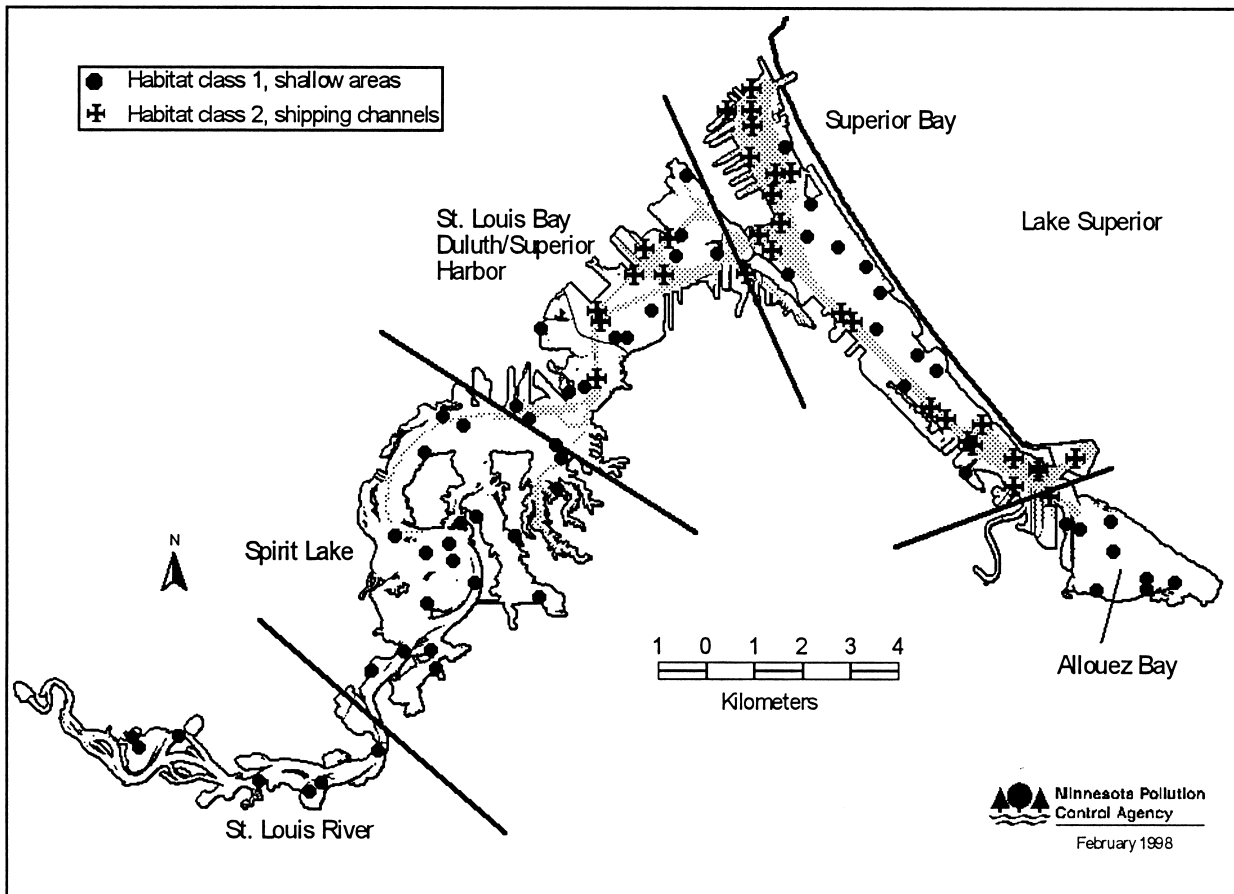 Habitat class 1, shallow areas
Habitat class 2, shipping channels
Superior Bay
St. Louis Bay
Duluth/Superior
Harbor
Lake Superior
N
Spirit Lake
1 0 1 2 3 4
Kilometers
Allouez Bay
St. Louis River
Minnesota Pollution
Control Agency
February 1998